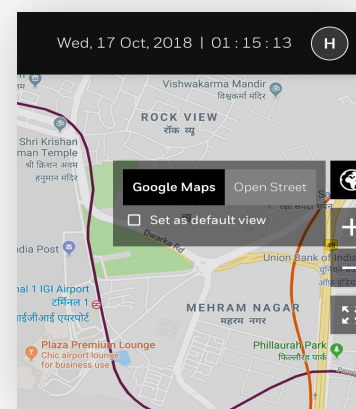 Wed, 17 Oct, 2018 | 01 : 15 : 13
H
Vishwakarma Mandir
विश्वकर्मा मंदिर
ROCK VIEW
रॉक व्यू
Shri Krishan
man Temple
श्री क्रिशन अवम
हनुमान मंदिर
Google Maps
Open Street
Set as default view
Dwarka Rd
dia Post
48
Union Bank of India
nal 1 IGI Airport
टर्मिनल 1
आईजीआई एयरपोर्ट
MEHRAM NAGAR
महरम नगर
Plaza Premium Lounge
Chic airport lounge
for business use
Phillaurah Park
फिल्लौरह पार्क